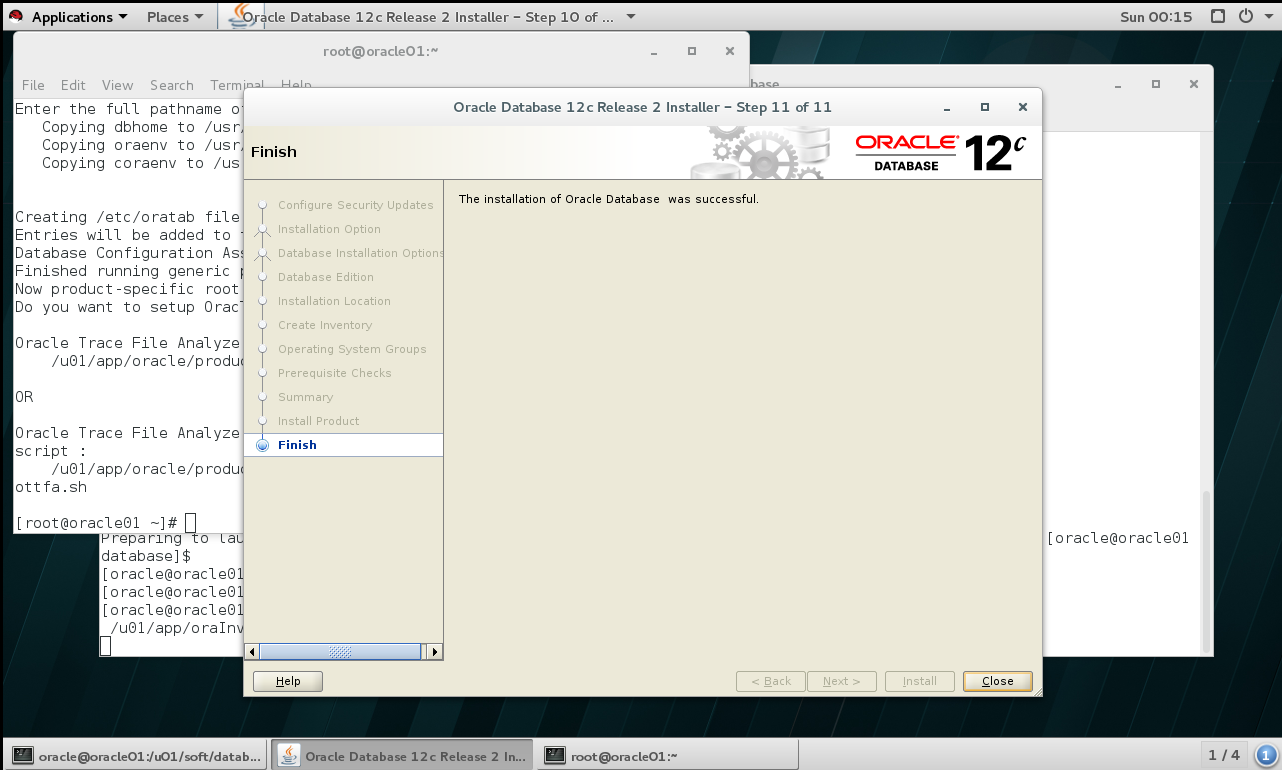 Applications Places Oracle Database 12c Release 2 Installer – Step 10 of ... Sun 00:15
root@oracle01:~
File Edit View Search Terminal Help
Enter the full pathname of
Copying dbhome to /usr/
Copying oraenv to /usr/
Copying coraenv to /us
Creating /etc/oratab file
Entries will be added to
Database Configuration Ass
Finished running generic p
Now product-specific root
Do you want to setup Orac
Oracle Trace File Analyze
/u01/app/oracle/produc
OR
Oracle Trace File Analyze
script :
/u01/app/oracle/produc
ottfa.sh
[root@oracle01 ~]#
base
Preparing to lau
[oracle@oracle01
database]$
[oracle@oracle01
[oracle@oracle01
[oracle@oracle01
/u01/app/oraInv
Oracle Database 12c Release 2 Installer – Step 11 of 11
Finish
ORACLE
DATABASE
12c
Configure Security Updates
Installation Option
Database Installation Options
Database Edition
Installation Location
Create Inventory
Operating System Groups
Prerequisite Checks
Summary
Install Product
Finish
The installation of Oracle Database  was successful.
Help < Back Next > Install Close
oracle@oracle01:/u01/soft/datab... Oracle Database 12c Release 2 In... root@oracle01:~ 1 / 4 1